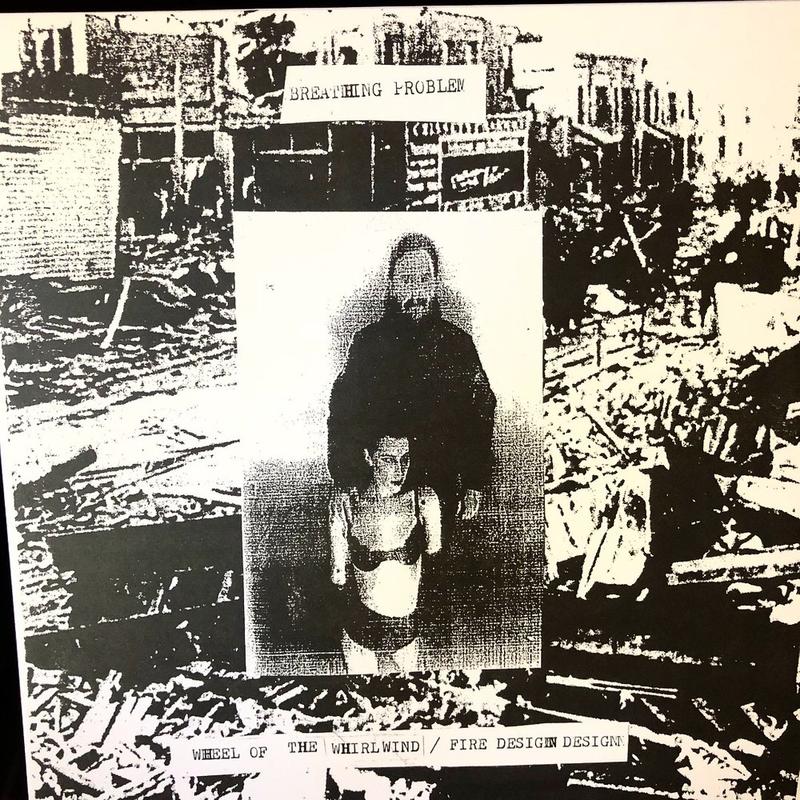 BREATHING PROBLEM
WHEEL OF THE WHIRLWIND / FIRE DESIGN DESIGN